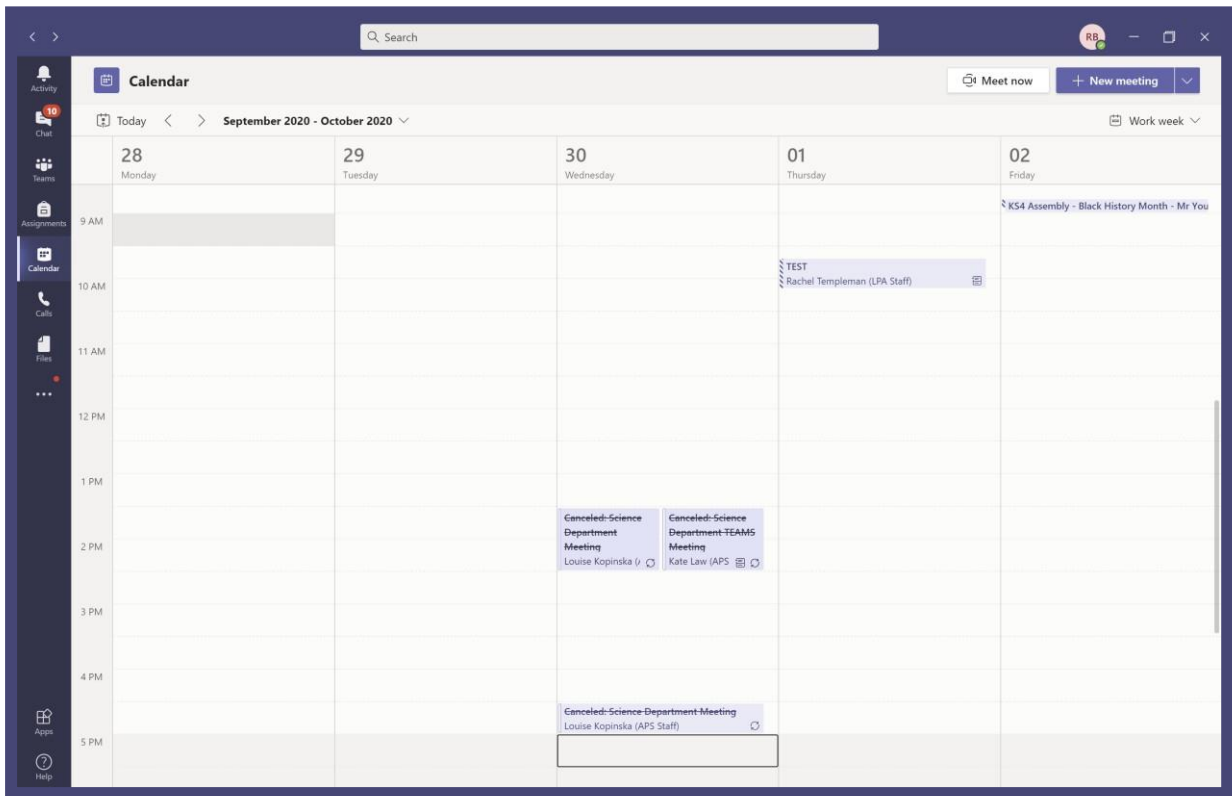 Search
RB
Activity
Calendar
Meet now
New meeting
10
Chat
Today
September 2020 - October 2020
Work week
28
Monday
29
Tuesday
30
Wednesday
01
Thursday
02
Friday
Teams
Assignments
Calendar
Calls
Files
Apps
Help
9 AM
10 AM
11 AM
12 PM
1 PM
2 PM
3 PM
4 PM
5 PM
KS4 Assembly - Black History Month - Mr You
TEST
Rachel Templeman (LPA Staff)
Canceled: Science
Department
Meeting
Louise Kopinska (
Canceled: Science
Department TEAMS
Meeting
Kate Law (APS
Canceled: Science Department Meeting
Louise Kopinska (APS Staff)